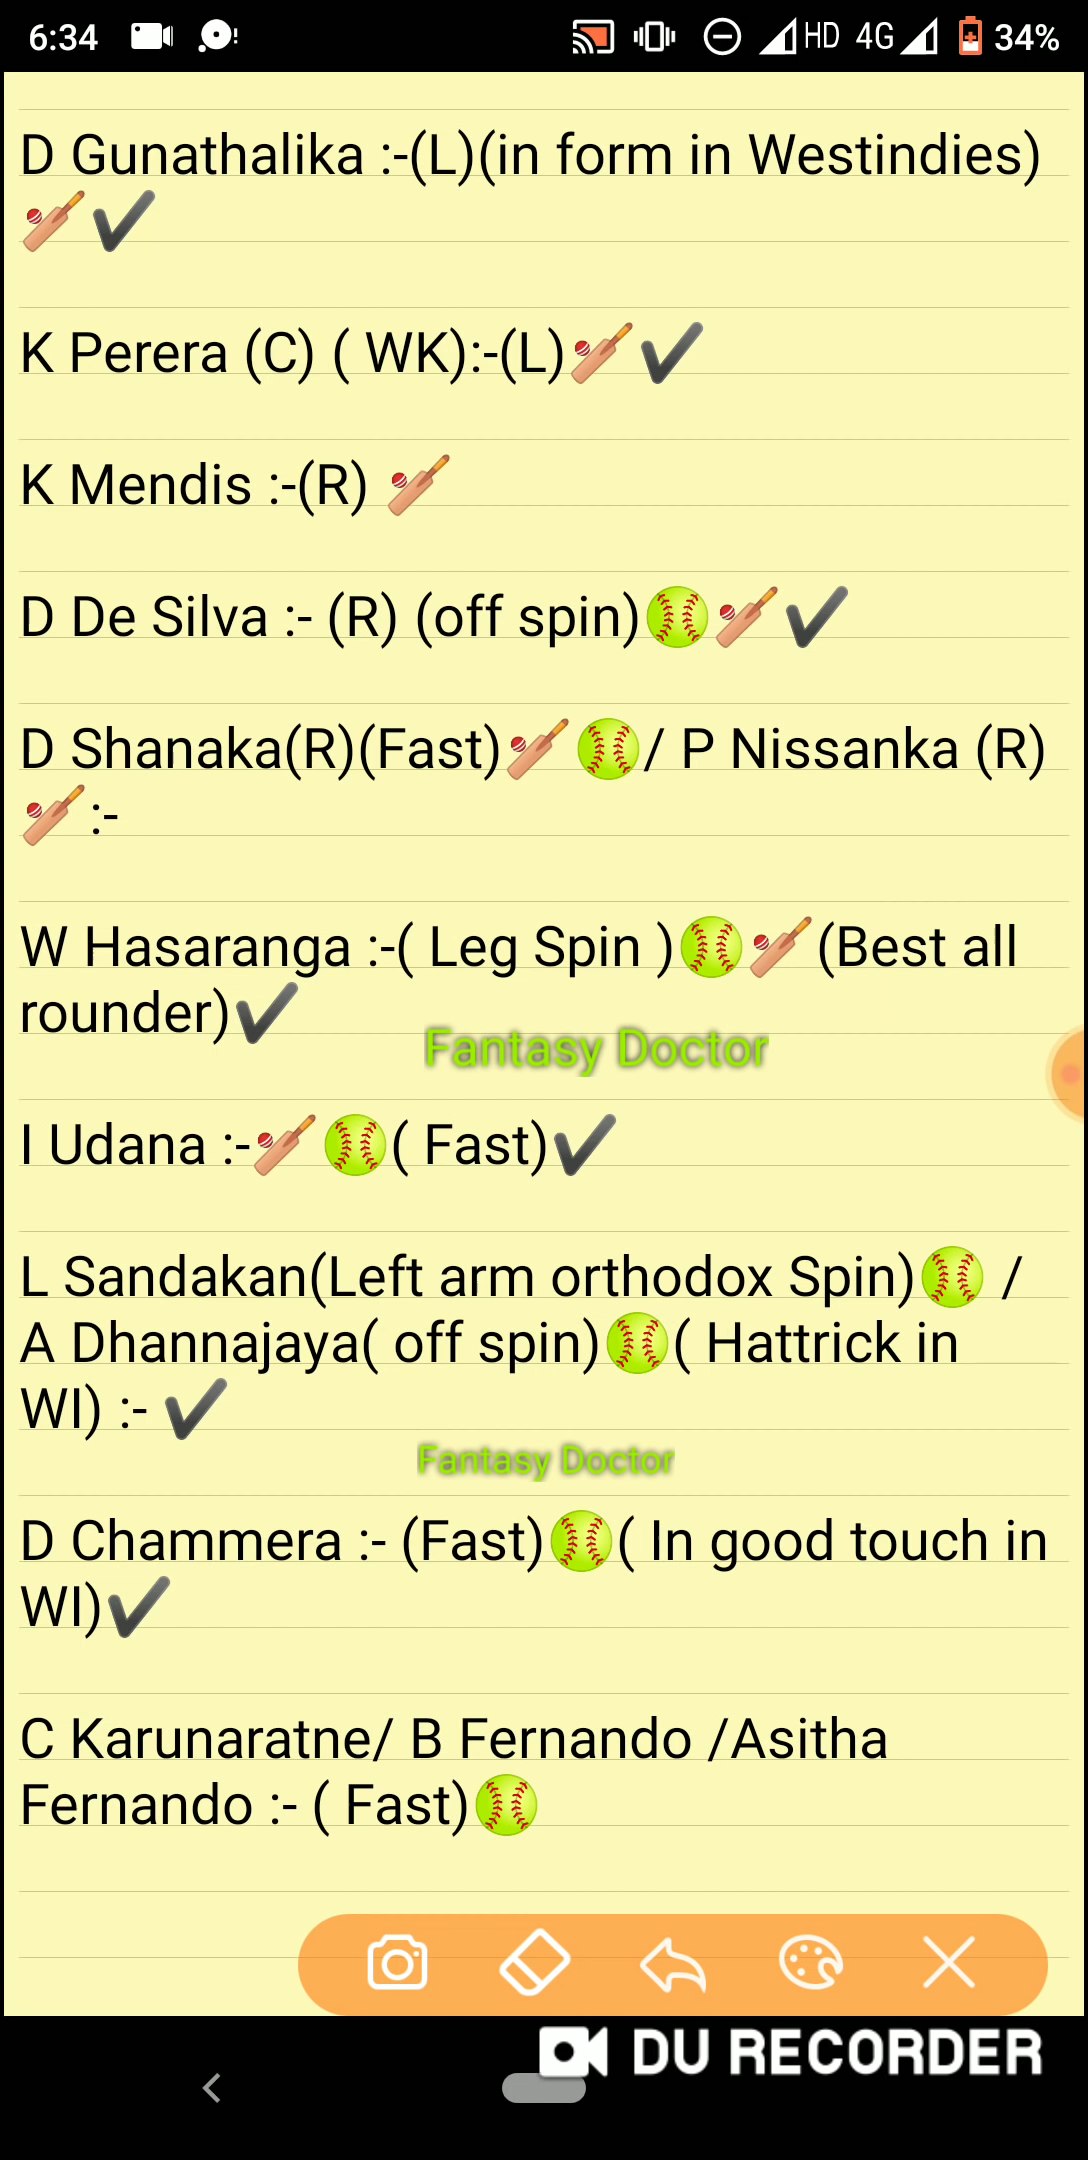 6:34 HD 4G 34%
D Gunathalika :-(L)(in form in Westindies)
🏏✔
K Perera (C) ( WK):-(L)🏏✔
K Mendis :-(R) 🏏
D De Silva :- (R) (off spin)🥎🏏✔
D Shanaka(R)(Fast)🏏🥎/ P Nissanka (R)
🏏:-
W Hasaranga :-( Leg Spin )🥎🏏(Best all
rounder)✔
Fantasy Doctor
I Udana :-🏏🥎( Fast)✔
L Sandakan(Left arm orthodox Spin)🥎 /
A Dhannajaya( off spin)🥎( Hattrick in
WI) :- ✔
Fantasy Doctor
D Chammera :- (Fast)🥎( In good touch in
WI)✔
C Karunaratne/ B Fernando /Asitha
Fernando :- ( Fast)🥎
DU RECORDER